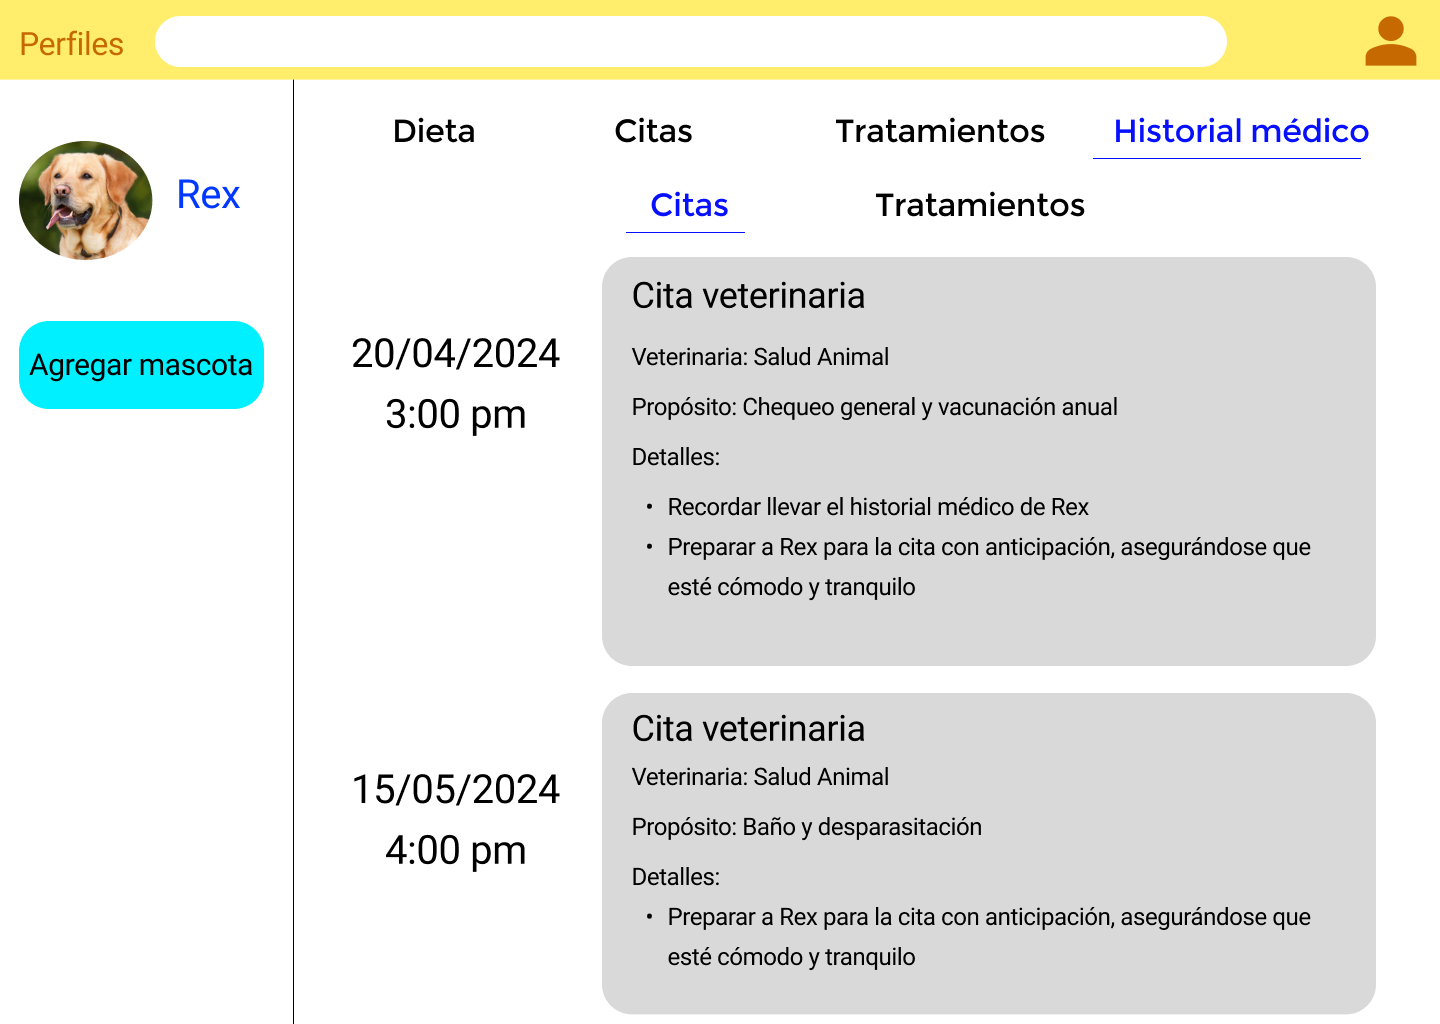 Perfiles
Dieta
Citas
Tratamientos
Historial médico
Rex
Citas
Tratamientos
Agregar mascota
20/04/2024
3:00 pm
Cita veterinaria
Veterinaria: Salud Animal
Propósito: Chequeo general y vacunación anual
Detalles:
• Recordar llevar el historial médico de Rex
• Preparar a Rex para la cita con anticipación, asegurándose que
esté cómodo y tranquilo
15/05/2024
4:00 pm
Cita veterinaria
Veterinaria: Salud Animal
Propósito: Baño y desparasitación
Detalles:
• Preparar a Rex para la cita con anticipación, asegurándose que
esté cómodo y tranquilo